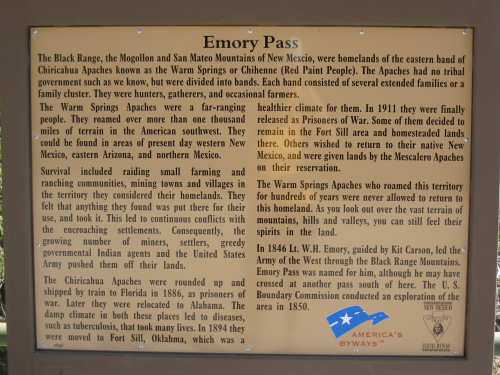 Emory Pass
The Black Range, the Mogollon and San Mateo Mountains of New Mexcio, were homelands of the eastern band of
Chiricahua Apaches known as the Warm Springs or Chihenne (Red Paint People). The Apaches had no tribal
government such as we know, but were divided into bands. Each band consisted of several extended families or a
family cluster. They were hunters, gatherers, and occasional farmers.
The Warm Springs Apaches were a far-ranging
people. They roamed over more than one thousand
miles of terrain in the American southwest. They
could be found in areas of present day western New
Mexico, eastern Arizona, and northern Mexico.
Survival included raiding small farming and
ranching communities, mining towns and villages in
the territory they considered their homelands. They
felt that anything they found was put there for their
use, and took it. This led to continuous conflicts with
the encroaching settlements. Consequently, the
growing number of miners, settlers, greedy
governmental Indian agents and the United States
Army pushed them off their lands.
The Chiricahua Apaches were rounded up and
shipped by train to Florida in 1886, as prisoners of
war. Later they were relocated to Alabama. The
damp climate in both these places led to diseases,
such as tuberculosis, that took many lives. In 1894 they
were moved to Fort Sill, Oklahma, which was a
healthier climate for them. In 1911 they were finally
released as Prisoners of War. Some of them decided to
remain in the Fort Sill area and homesteaded lands
there. Others wished to return to their native New
Mexico, and were given lands by the Mescalero Apaches
on their reservation.
The Warm Springs Apaches who roamed this territory
for hundreds of years were never allowed to return to
this homeland. As you look out over the vast terrain of
mountains, hills and valleys, you can still feel their
spirits in the land.
In 1846 Lt. W.H. Emory, guided by Kit Carson, led the
Army of the West through the Black Range Mountains.
Emory Pass was named for him, although he may have
crossed at another pass south of here. The U. S.
Boundary Commission conducted an exploration of the
area in 1850.
AMERICA'S
BYWAYS™
NEW MEXICO